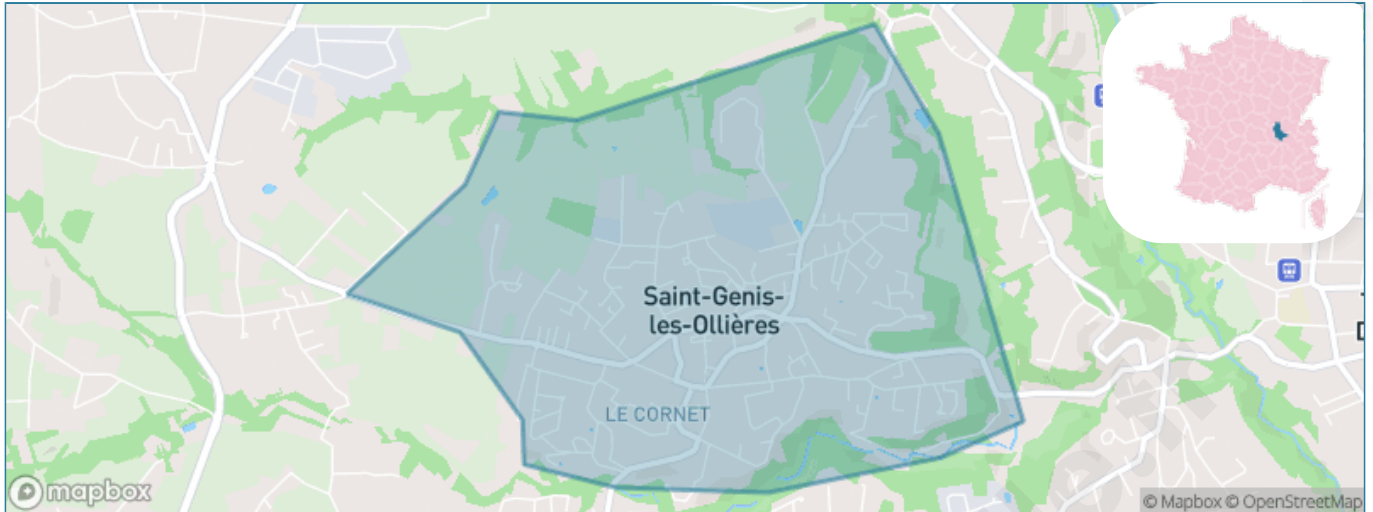 Saint-Genis-
les-Ollières
LE CORNET
mapbox
© Mapbox © OpenStreetMap